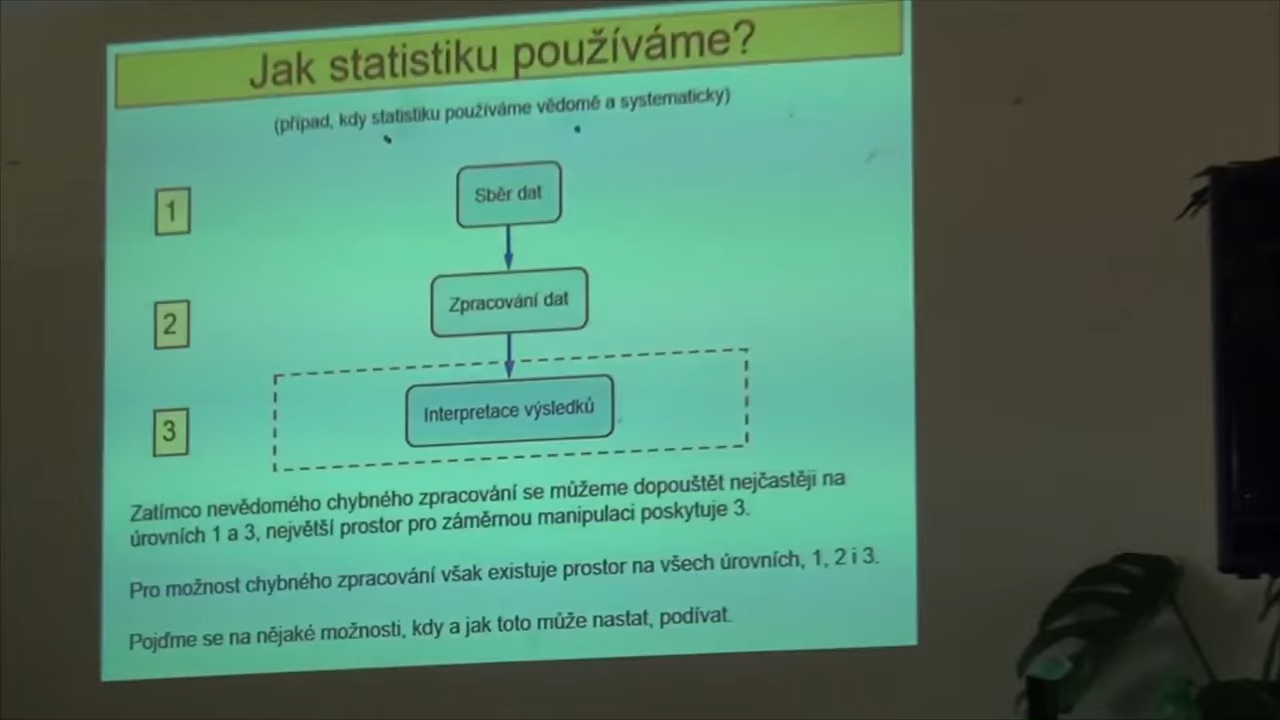 Jak statistiku používáme?
(případ, kdy statistiku používáme vědomě a systematicky)
1
Sběr dat
2
Zpracování dat
3
Interpretace výsledků
Zatímco nevědomého chybného zpracování se můžeme dopouštět nejčastěji na
úrovních 1 a 3, největší prostor pro záměrnou manipulaci poskytuje 3.
Pro možnost chybného zpracování však existuje prostor na všech úrovních, 1, 2 i 3.
Pojďme se na nějaké možnosti, kdy a jak toto může nastat, podívat.